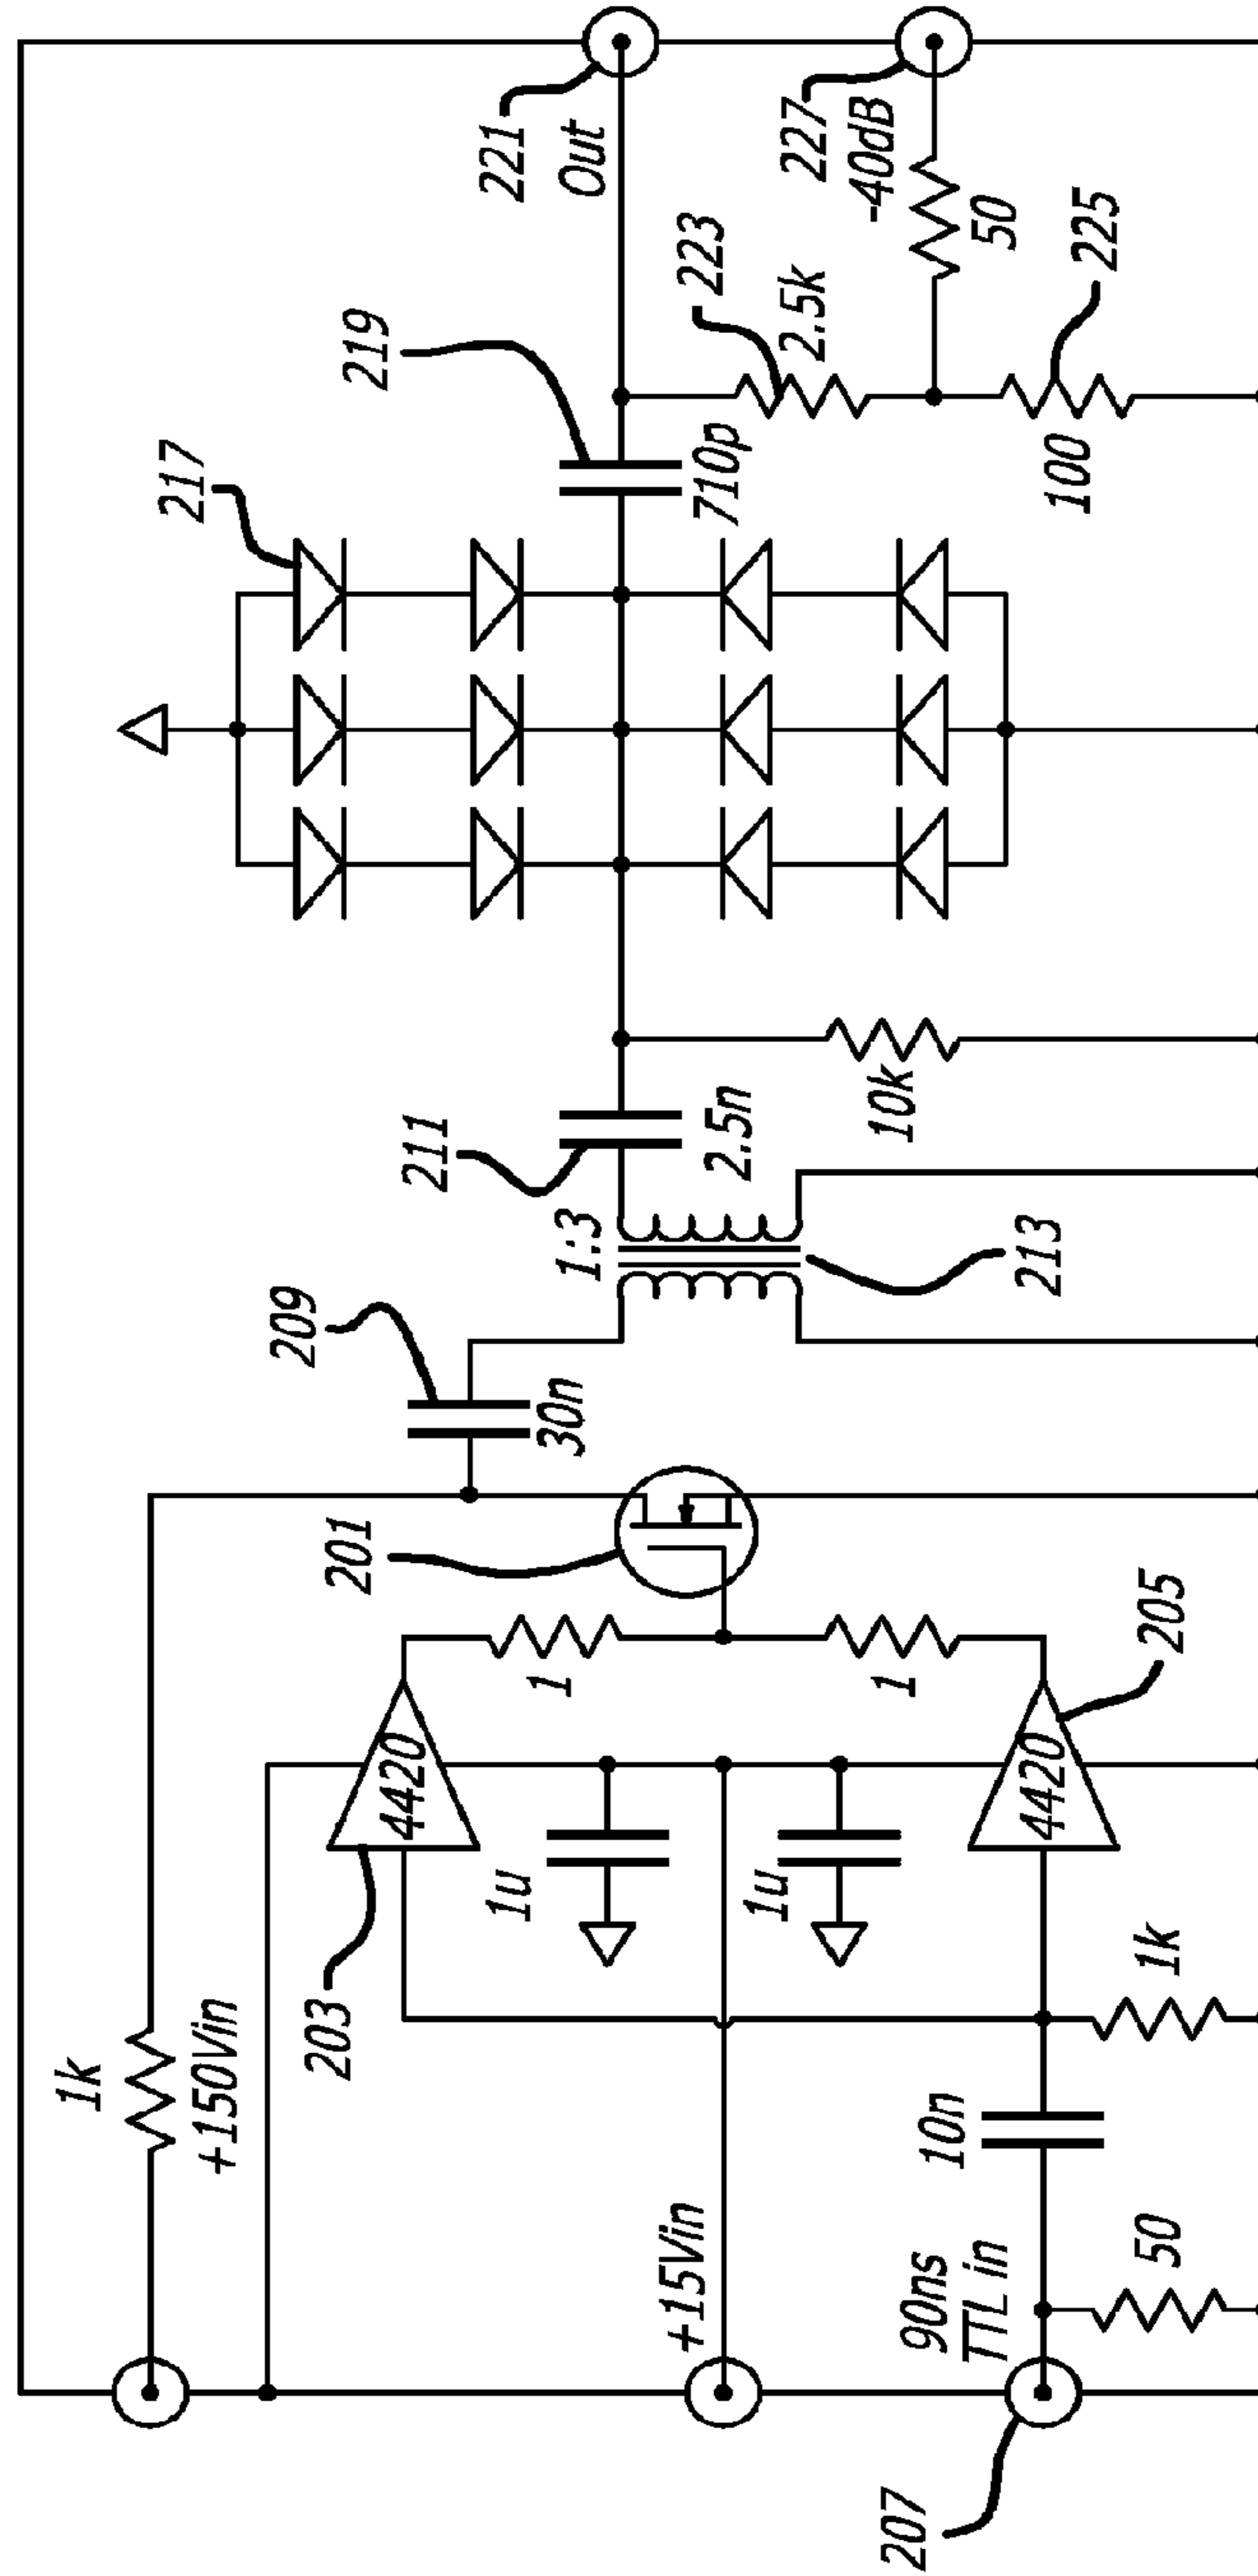 1k
+150Vin
203
4420
201
209
30n
1
1u
+15Vin
1u
1
90ns
TTL in
10n
4420
205
1k
50
207
1:3
211
2.5n
213
10k
217
219
710p
221
Out
223
2.5k
227
-40dB
50
225
100